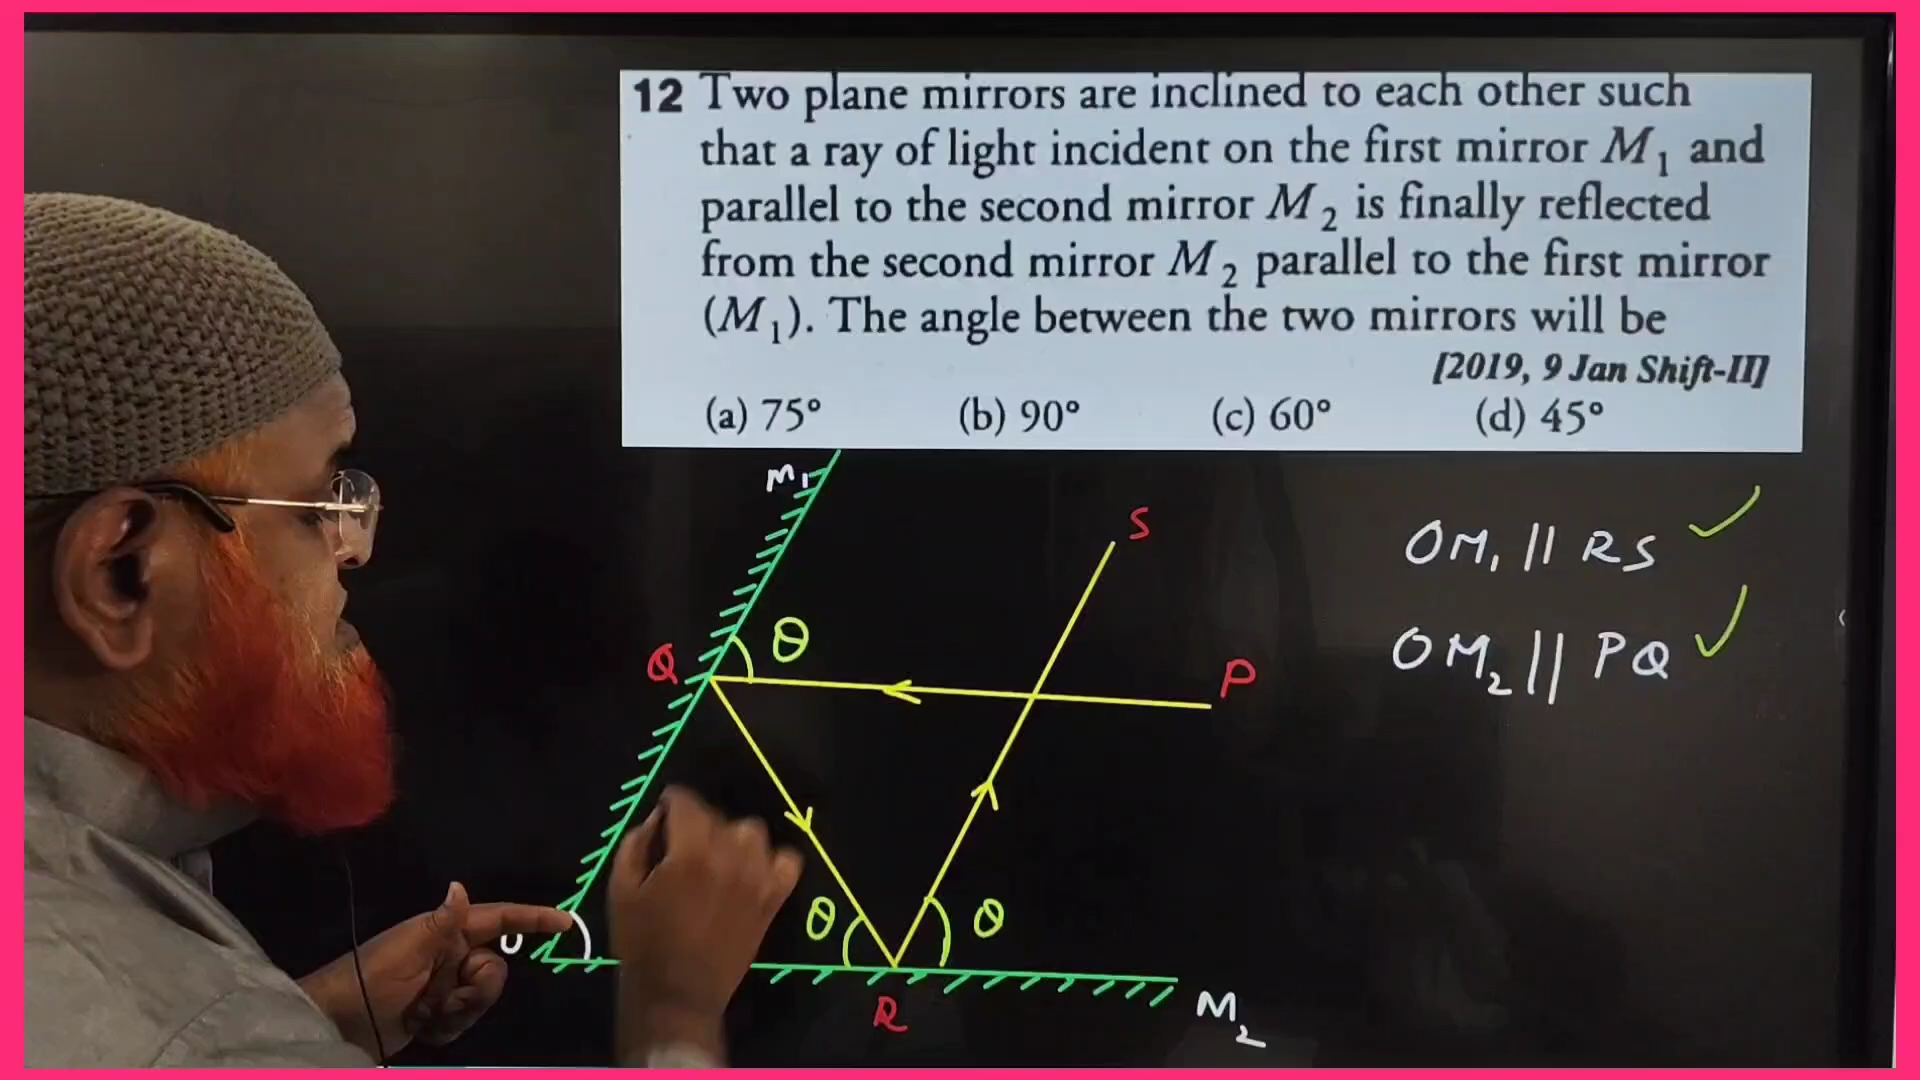 12 Two plane mirrors are inclined to each other such
that a ray of light incident on the first mirror M₁ and
parallel to the second mirror M₂ is finally reflected
from the second mirror M₂ parallel to the first mirror
(M₁). The angle between the two mirrors will be
[2019, 9 Jan Shift-II]
(a) 75° (b) 90° (c) 60° (d) 45°
M₁
S
OM₁ || RS ✓
Q θ
P
OM₂ || PQ ✓
θ θ
O
R
M₂